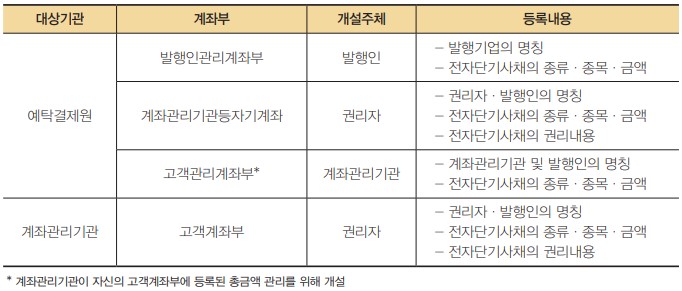 대상기관 계좌부 개설주체 등록내용
예탁결제원
발행인관리계좌부 발행인
– 발행기업의 명칭
– 전자단기사채의 종류 · 종목 · 금액
계좌관리기관등자기계좌 권리자
– 권리자 · 발행인의 명칭
– 전자단기사채의 종류 · 종목 · 금액
– 전자단기사채의 권리내용
고객관리계좌부* 계좌관리기관
– 계좌관리기관 및 발행인의 명칭
– 전자단기사채의 종류 · 종목 · 금액
계좌관리기관 고객계좌부 권리자
– 권리자 · 발행인의 명칭
– 전자단기사채의 종류 · 종목 · 금액
– 전자단기사채의 권리내용
* 계좌관리기관이 자신의 고객계좌부에 등록된 총금액 관리를 위해 개설